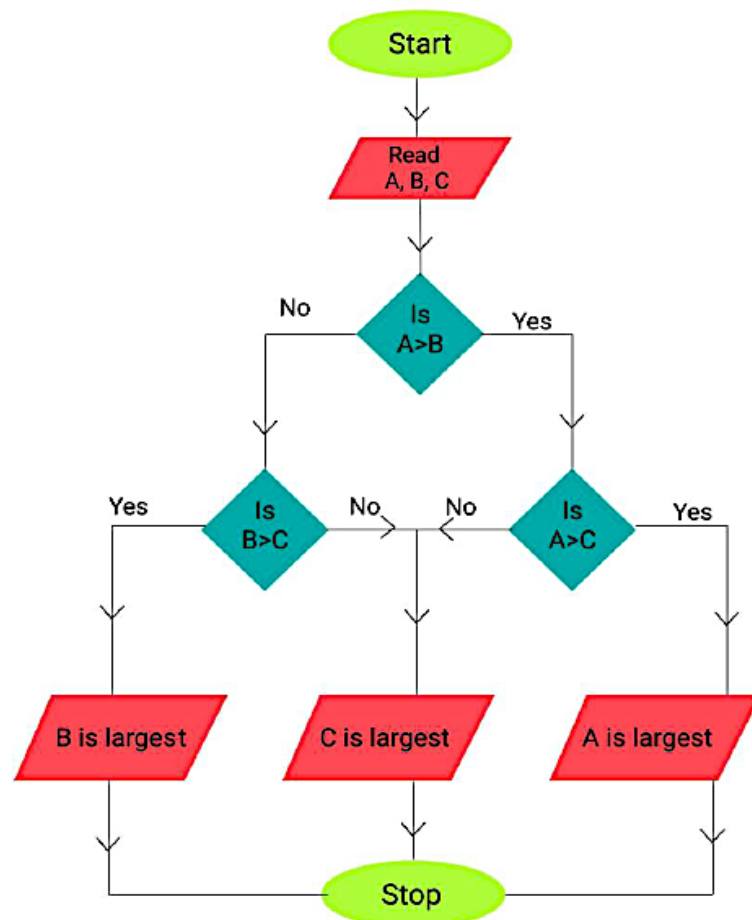 Start
Read
A, B, C
Is
A>B
No
Yes
Is
B>C
Yes
No
Is
A>C
No
Yes
B is largest
C is largest
A is largest
Stop